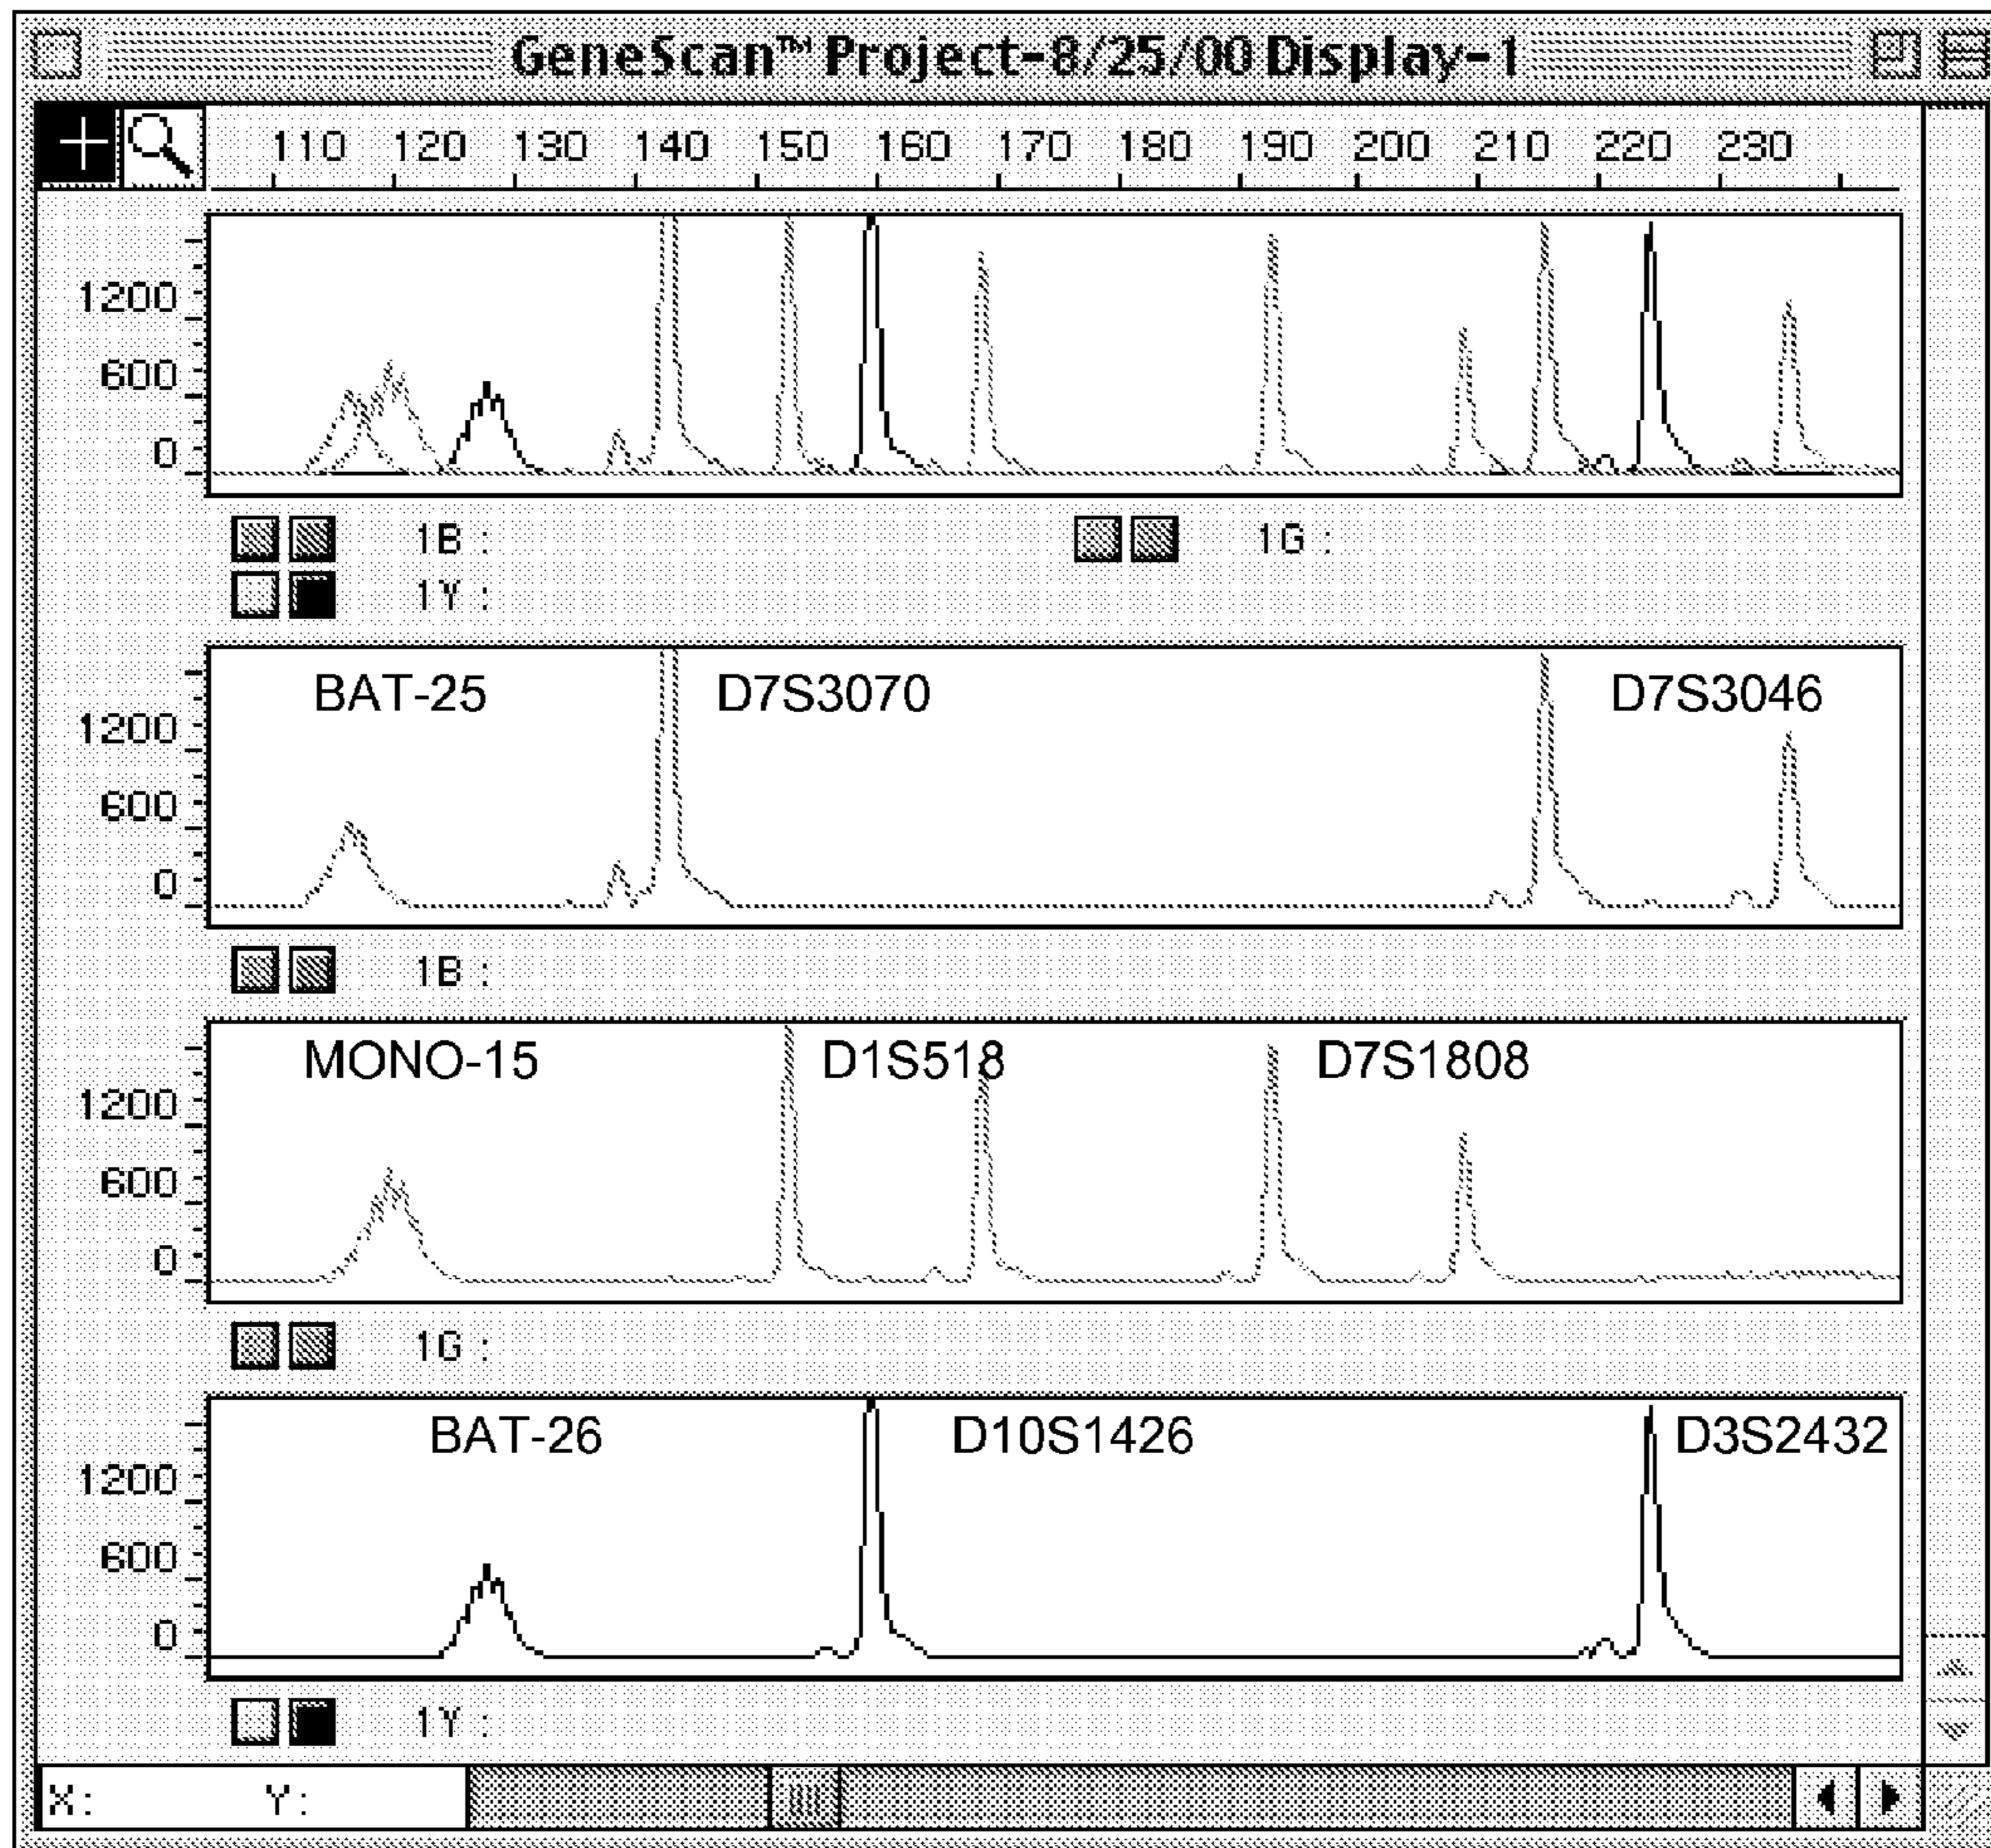 GeneScan™ Project-8/25/00 Display-1
110 120 130 140 150 160 170 180 190 200 210 220 230
1200
600
0
1B :
1G :
1Y :
BAT-25 D7S3070 D7S3046
1200
600
0
1B :
MONO-15 D1S518 D7S1808
1200
600
0
1G :
BAT-26 D10S1426 D3S2432
1200
600
0
1Y :
X: Y: